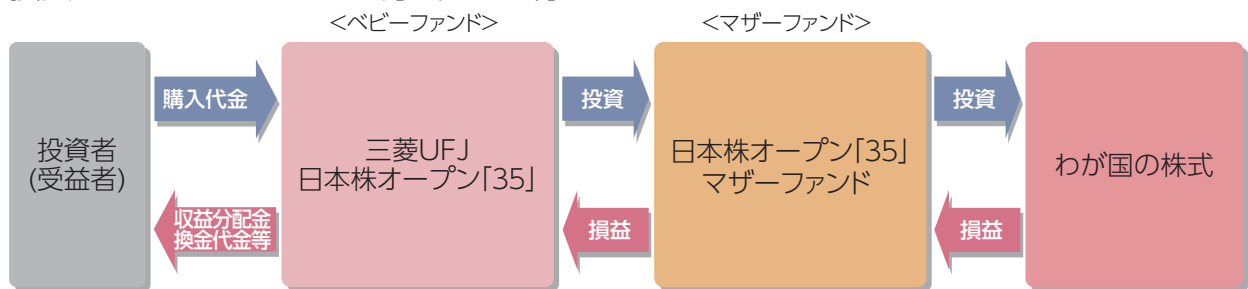 <ベビーファンド>
<マザーファンド>
投資者
(受益者)
購入代金
収益分配金
換金代金等
三菱UFJ
日本株オープン「35」
投資
損益
日本株オープン「35」
マザーファンド
投資
損益
わが国の株式